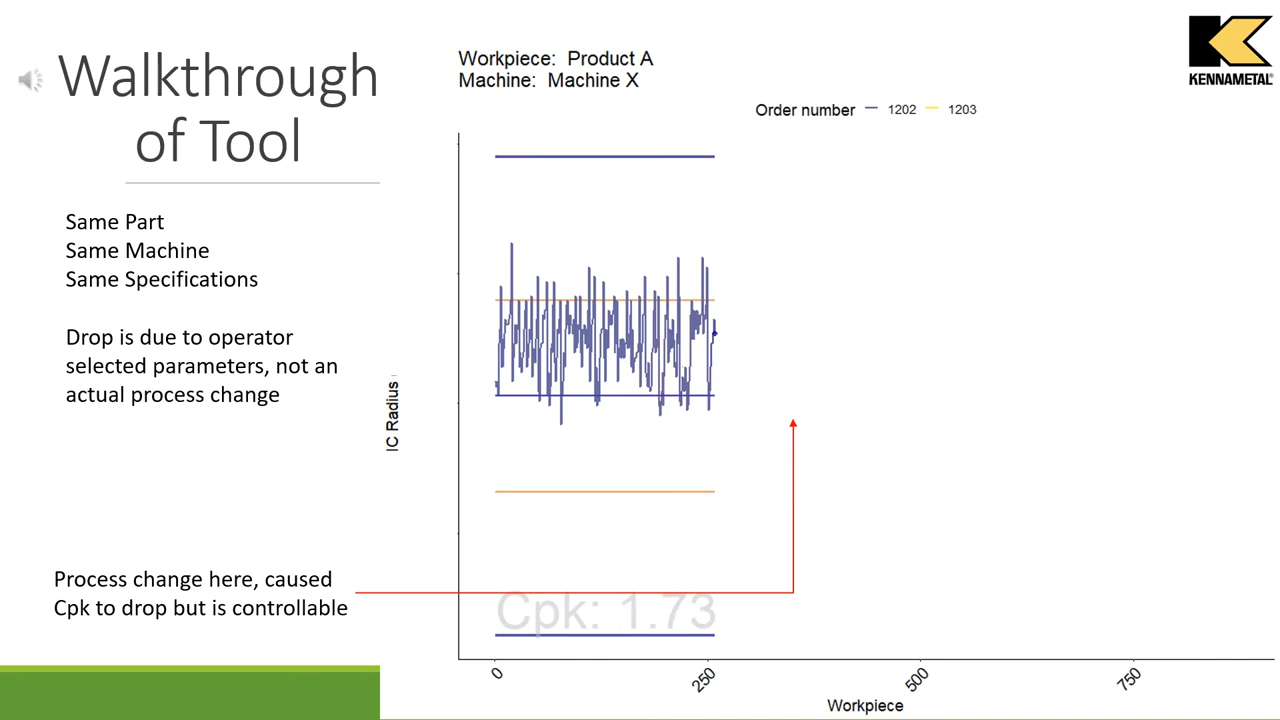 Walkthrough
of Tool
Same Part
Same Machine
Same Specifications
Drop is due to operator
selected parameters, not an
actual process change
Process change here, caused
Cpk to drop but is controllable
Workpiece: Product A
Machine: Machine X
KENNAMETAL®
Order number 1202 1203
IC Radius
Cpk: 1.73
0 250 500 750
Workpiece